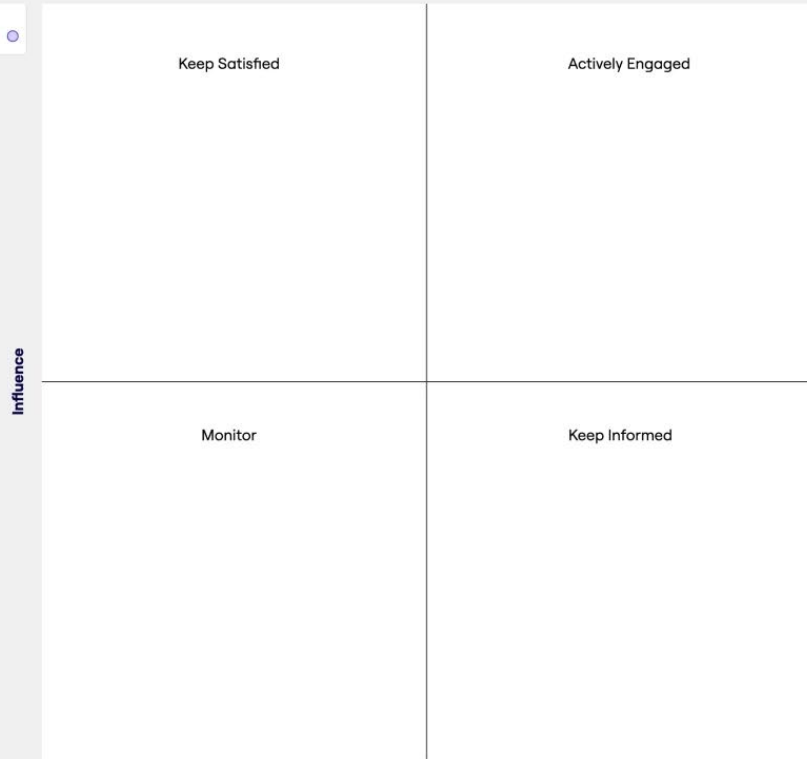 Keep Satisfied
Actively Engaged
Influence
Monitor
Keep Informed